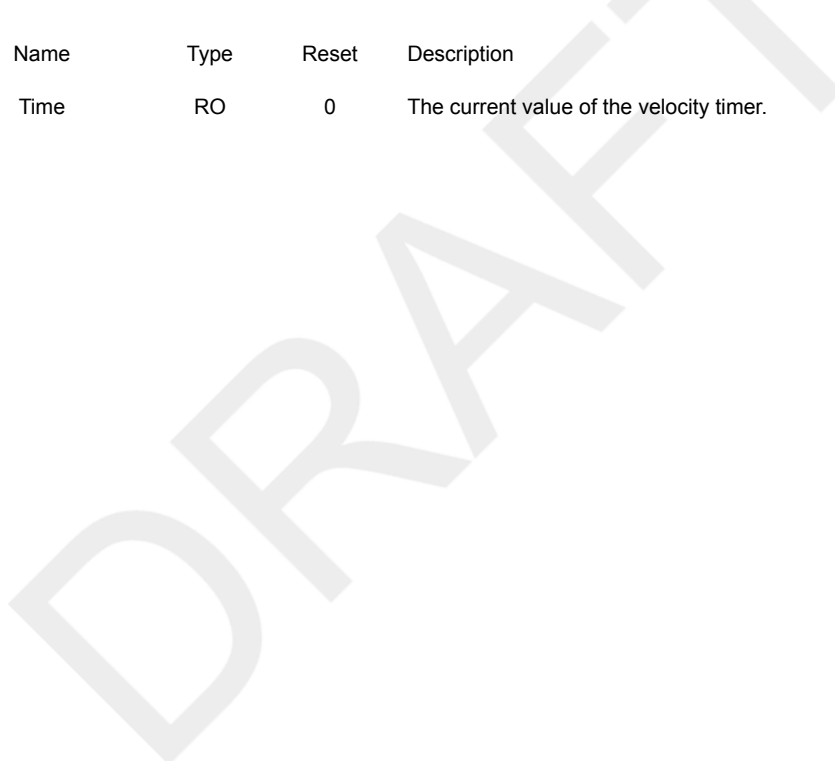 Name Type Reset Description
Time RO 0 The current value of the velocity timer.
DRAFT